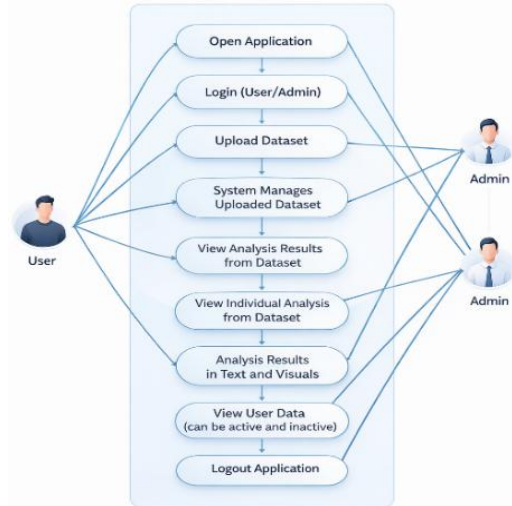 Open Application
Login (User/Admin)
Upload Dataset
System Manages
Uploaded Dataset
View Analysis Results
from Dataset
View Individual Analysis
from Dataset
Analysis Results
in Text and Visuals
View User Data
(can be active and inactive)
Logout Application
User
Admin
Admin